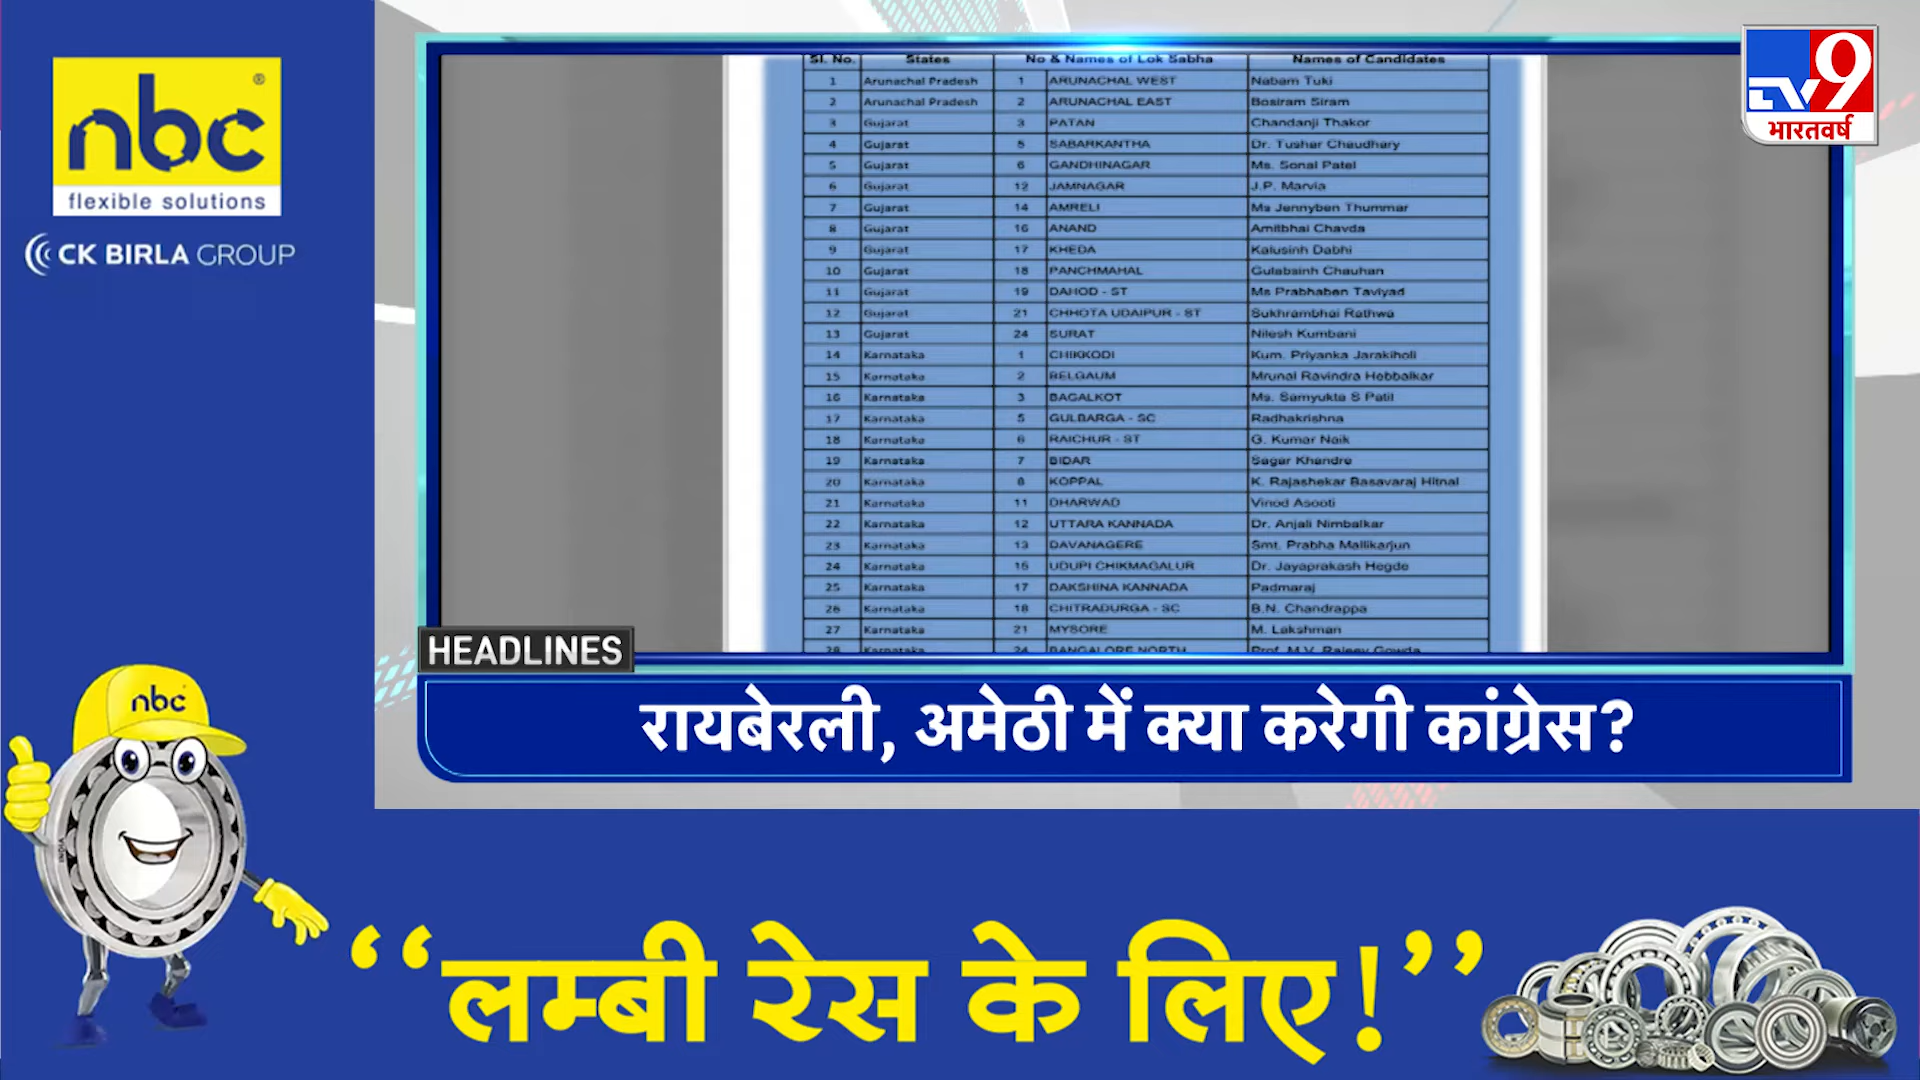 nbc
®
flexible solutions
CK BIRLA GROUP
TV9
भारतवर्ष
Sl. No. States No & Names of Lok Sabha Names of Candidates
1 Arunachal Pradesh 1 ARUNACHAL WEST Nabam Tuki
2 Arunachal Pradesh 2 ARUNACHAL EAST Bosiram Siram
3 Gujarat 3 PATAN Chandanji Thakor
4 Gujarat 5 SABARKANTHA Dr. Tushar Chaudhary
5 Gujarat 6 GANDHINAGAR Ms. Sonal Patel
6 Gujarat 12 JAMNAGAR J.P. Marvia
7 Gujarat 14 AMRELI Ms Jennyben Thummar
8 Gujarat 16 ANAND Amitbhai Chavda
9 Gujarat 17 KHEDA Kalusinh Dabhi
10 Gujarat 18 PANCHMAHAL Gulabsinh Chauhan
11 Gujarat 19 DAHOD - ST Ms Prabhaben Taviyad
12 Gujarat 21 CHHOTA UDAIPUR - ST Sukhrambhai Rathwa
13 Gujarat 24 SURAT Nilesh Kumbani
14 Karnataka 1 CHIKKODI Kum. Priyanka Jarakiholi
15 Karnataka 2 BELGAUM Mrunal Ravindra Hebbalkar
16 Karnataka 3 BAGALKOT Ms. Samyukta S Patil
17 Karnataka 5 GULBARGA - SC Radhakrishna
18 Karnataka 6 RAICHUR - ST G. Kumar Naik
19 Karnataka 7 BIDAR Sagar Khandre
20 Karnataka 8 KOPPAL K. Rajashekar Basavaraj Hitnal
21 Karnataka 11 DHARWAD Vinod Asooti
22 Karnataka 12 UTTARA KANNADA Dr. Anjali Nimbalkar
23 Karnataka 13 DAVANAGERE Smt. Prabha Mallikarjun
24 Karnataka 15 UDUPI CHIKMAGALUR Dr. Jayaprakash Hegde
25 Karnataka 17 DAKSHINA KANNADA Padmaraj
26 Karnataka 18 CHITRADURGA - SC B.N. Chandrappa
27 Karnataka 21 MYSORE M. Lakshman
28 Karnataka 24 BANGALORE NORTH Prof. M.V. Rajeev Gowda
HEADLINES
रायबेरली, अमेठी में क्या करेगी कांग्रेस?
nbc
INDIA
“लम्बी रेस के लिए!”